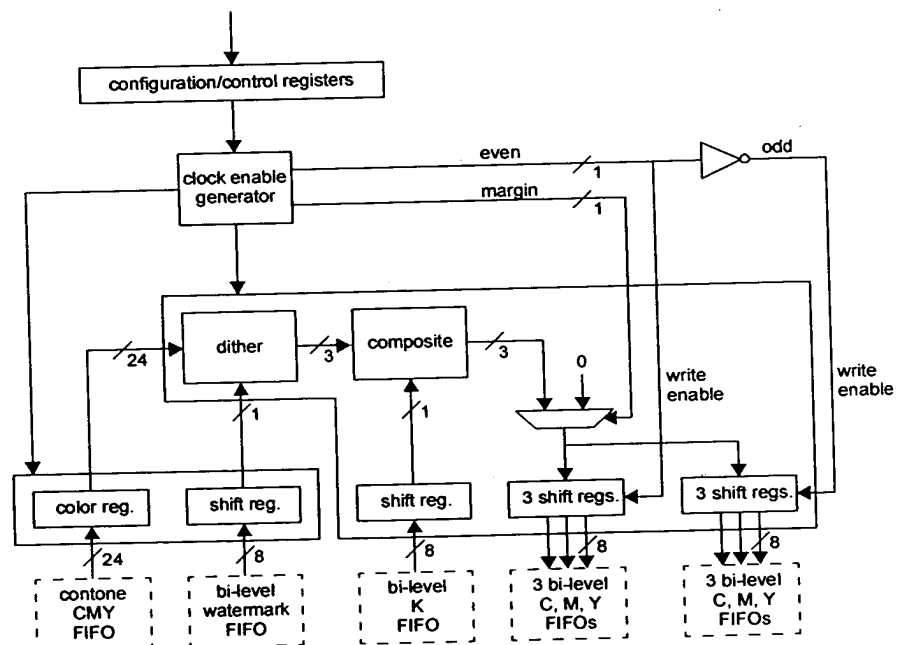 configuration/control registers
even
odd
1
clock enable
generator
margin
1
24
dither
3
composite
3
0
write
enable
write
enable
1
1
color reg.
shift reg.
shift reg.
3 shift regs.
3 shift regs.
24
8
8
8
8
contone
CMY
FIFO
bi-level
watermark
FIFO
bi-level
K
FIFO
3 bi-level
C, M, Y
FIFOs
3 bi-level
C, M, Y
FIFOs